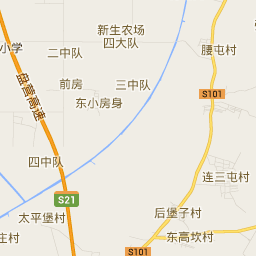 新生农场
四大队
小学
二中队
腰屯村
前房
三中队
东小房身
S101
盘营高速
四中队
连三屯村
S21
太平堡村
后堡子村
庄村
东高坎村
S101